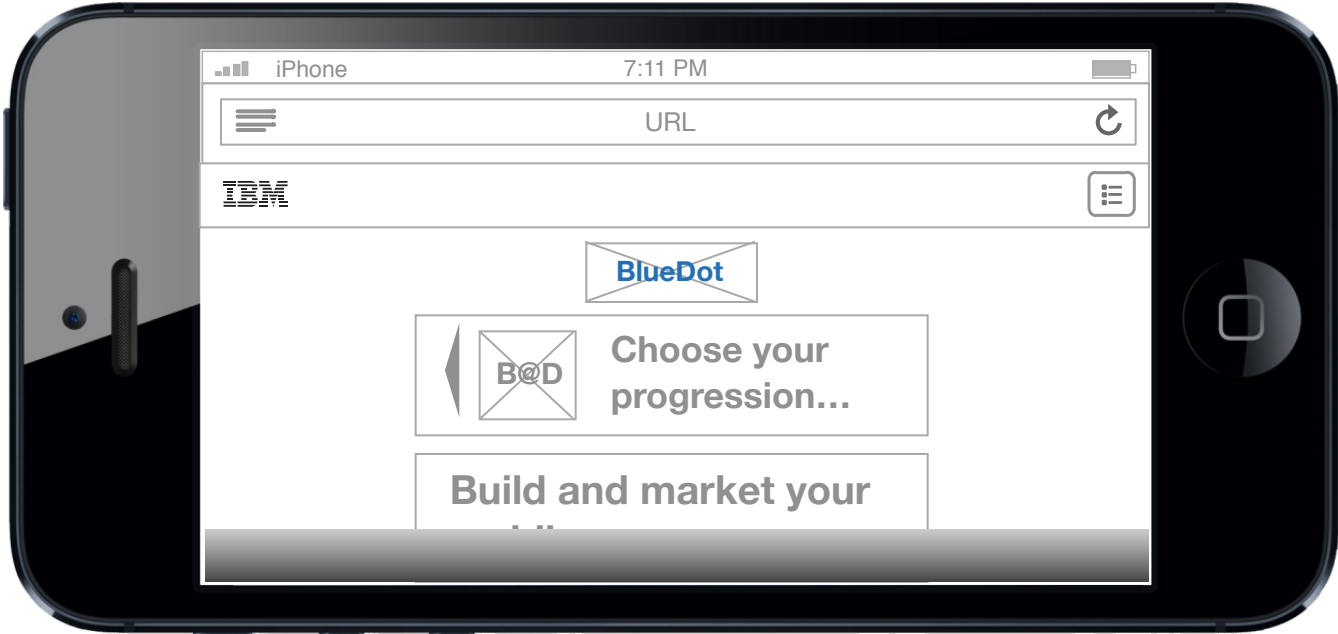 iPhone 7:11 PM
URL
IBM
BlueDot
B@D
Choose your
progression...
Build and market your